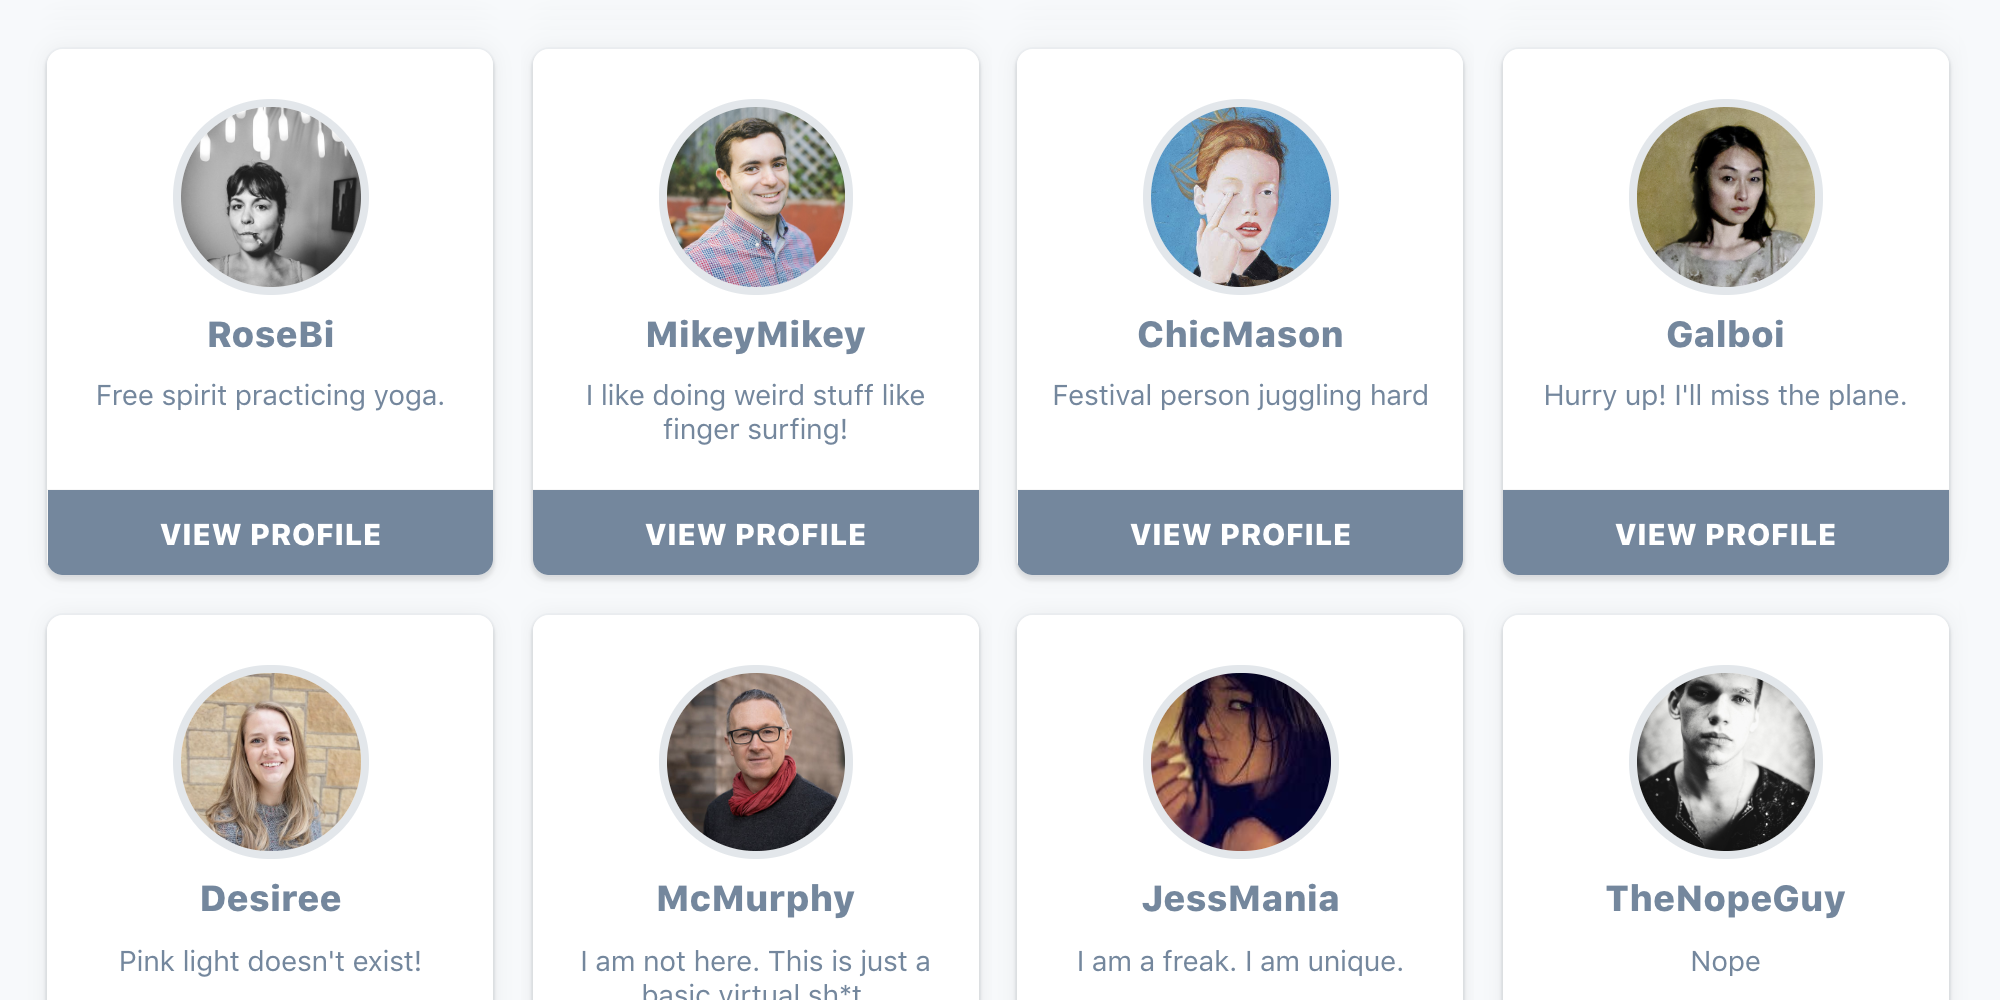 RoseBi
Free spirit practicing yoga.
VIEW PROFILE
MikeyMikey
I like doing weird stuff like
finger surfing!
VIEW PROFILE
ChicMason
Festival person juggling hard
VIEW PROFILE
Galboi
Hurry up! I'll miss the plane.
VIEW PROFILE
Desiree
Pink light doesn't exist!
McMurphy
I am not here. This is just a
basic virtual sh*t
JessMania
I am a freak. I am unique.
TheNopeGuy
Nope